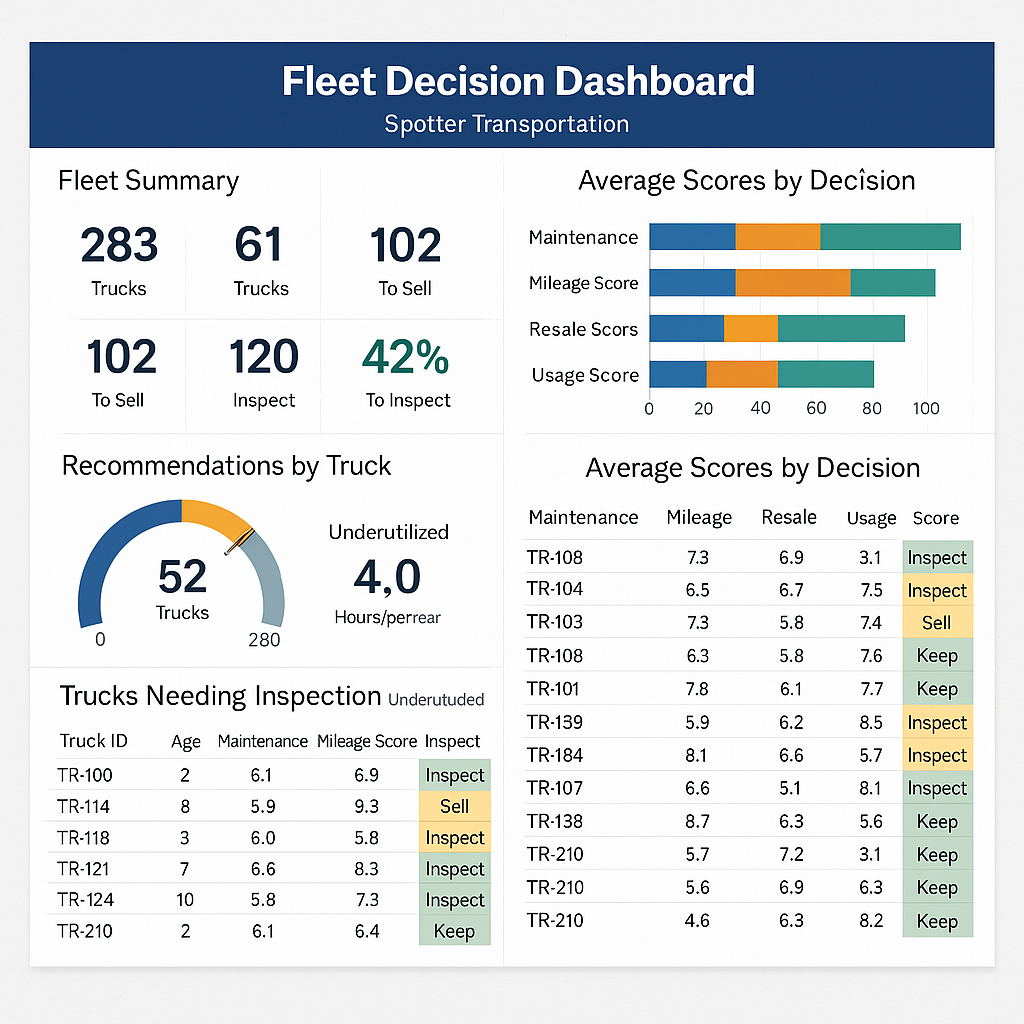 Fleet Decision Dashboard
Spotter Transportation
Fleet Summary
283 61 102
Trucks Trucks To Sell
102 120 42%
To Sell Inspect To Inspect
Recommendations by Truck
52
Trucks
0 280
Underutilized
4,0
Hours/perrear
Trucks Needing Inspection Underutuded
Truck ID Age Maintenance Mileage Score Inspect
TR-100 2 6.1 6.9 Inspect
TR-114 8 5.9 9.3 Sell
TR-118 3 6.0 5.8 Inspect
TR-121 7 6.6 8.3 Inspect
TR-124 10 5.8 7.3 Inspect
TR-210 2 6.1 6.4 Keep
Average Scores by Decîsion
Maintenance
Mileage Score
Resale Scors
Usage Score
0 20 40 60 80 100
Average Scores by Decision
Maintenance Mileage Resale Usage Score
TR-108 7.3 6.9 3.1 Inspect
TR-104 6.5 6.7 7.5 Inspect
TR-103 7.3 5.8 7.4 Sell
TR-108 6.3 5.8 7.6 Keep
TR-101 7.8 6.1 7.7 Keep
TR-139 5.9 6.2 8.5 Inspect
TR-184 8.1 6.6 5.7 Inspect
TR-107 6.6 5.1 8.1 Inspect
TR-138 8.7 6.3 5.6 Keep
TR-210 5.7 7.2 3.1 Keep
TR-210 5.6 6.9 6.3 Keep
TR-210 4.6 6.3 8.2 Keep